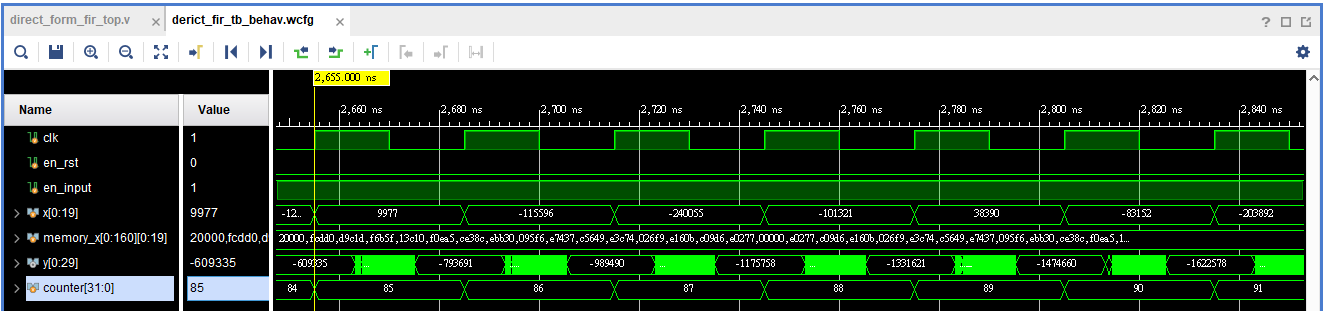 direct_form_fir_top.v × derict_fir_tb_behav.wcfg × ?
2,655.000 ns
Name Value
2,660 ns 2,680 ns 2,700 ns 2,720 ns 2,740 ns 2,760 ns 2,780 ns 2,800 ns 2,820 ns 2,840 ns
clk 1
en_rst 0
en_input 1
x[0:19] 9977 -12... 9977 -115596 -240055 -101321 38390 -83152 -203892
memory_x[0:160][0:19] 20000,fcdd0,d 20000,fcdd0,d9c1d,f6b5f,13c10,f0ea5,ce38c,ebb30,095f6,e7437,c5649,e3c74,026f9,e160b,c0916,e0277,00000,e0277,c0916,e160b,026f9,e3c74,c5649,e7437,095f6,ebb30,ce38c,f0ea5,1...
y[0:29] -609335 -609335 ... -793691 ... -989490 ... -1175758 -1331621 ... -1474660 -1622578 ...
counter[31:0] 85 84 85 86 87 88 89 90 91